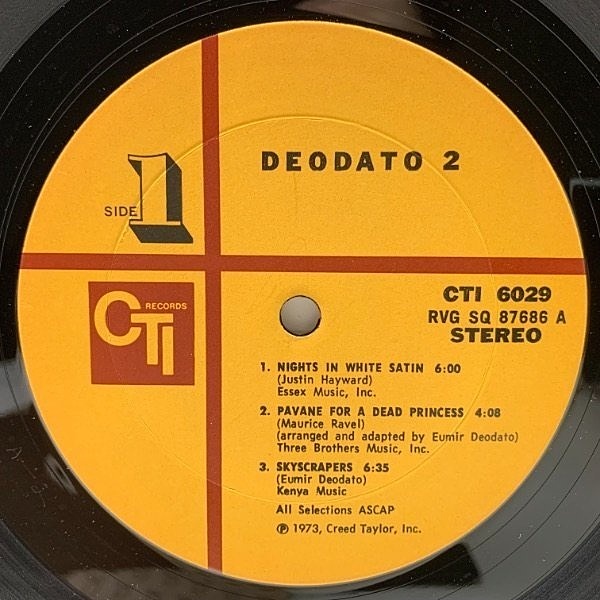 DEODATO 2
SIDE 1
CTI RECORDS
CTI 6029
RVG SQ 87686 A
STEREO
1. NIGHTS IN WHITE SATIN 6:00
(Justin Hayward)
Essex Music, Inc.
2. PAVANE FOR A DEAD PRINCESS 4:08
(Maurice Ravel)
(arranged and adapted by Eumir Deodato)
Three Brothers Music, Inc.
3. SKYSCRAPERS 6:35
(Eumir Deodato)
Kenya Music
All Selections ASCAP
℗ 1973, Creed Taylor, Inc.